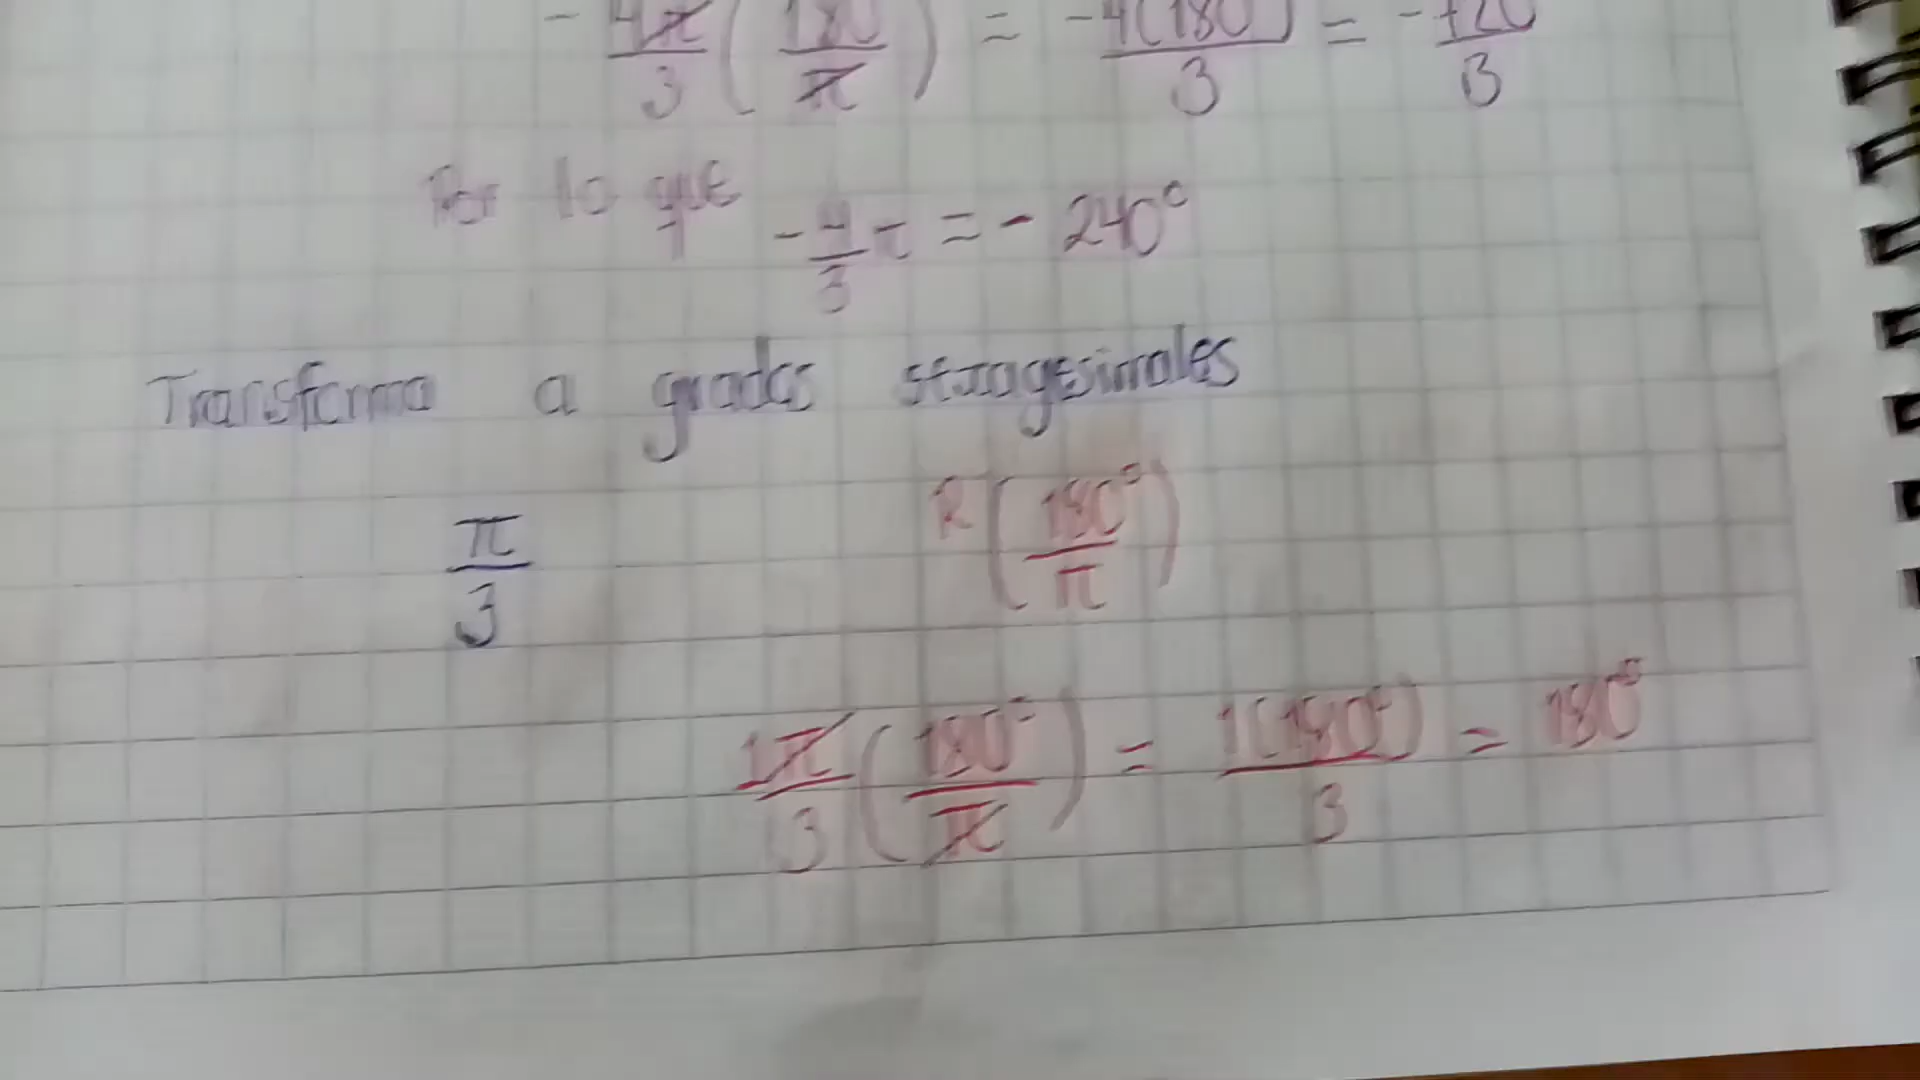 - 4π/3 ( 180/π ) = -4(180)/3 = -720/3
Por lo que - 4/3 π = - 240°
Transforma a grados sexagesimales
π/3
R ( 180°/π )
1π/3 ( 180°/π ) = 1(180°)/3 = 180°